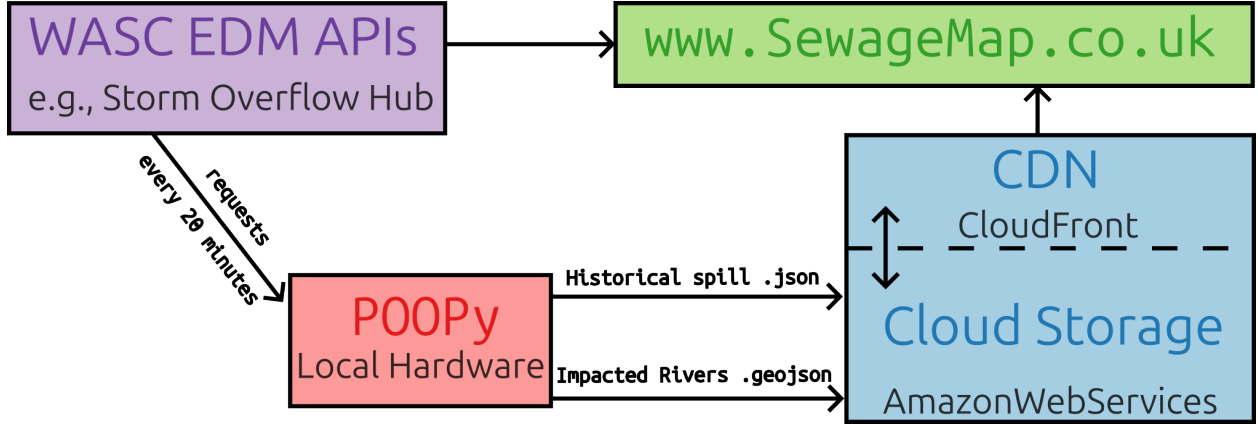 WASC EDM APIs
e.g., Storm Overflow Hub
www.SewageMap.co.uk
requests
every 20 minutes
POOPy
Local Hardware
Historical spill .json
Impacted Rivers .geojson
CDN
CloudFront
Cloud Storage
AmazonWebServices